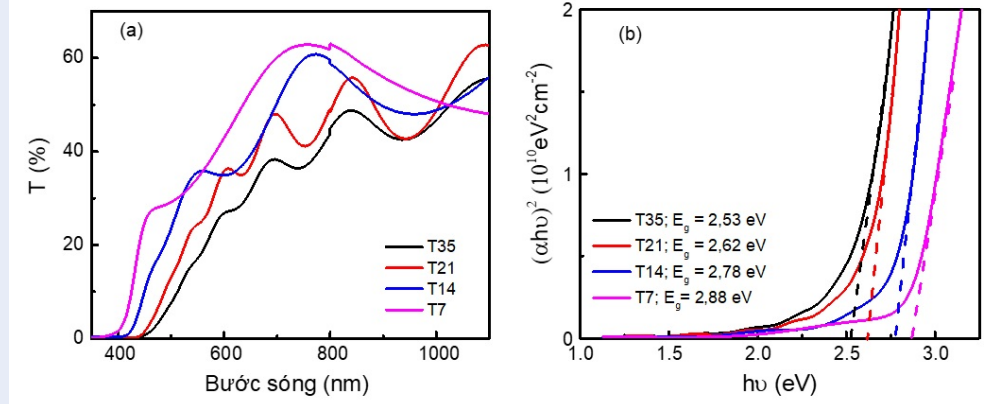 (a)
T (%)
60
40
20
0
400
600
800
1000
Bước sóng (nm)
T35
T21
T14
T7
(b)
(αhυ)² (10¹⁰eV²cm⁻²)
2
1
0
1.0
1.5
2.0
2.5
3.0
hυ (eV)
T35; Eg = 2,53 eV
T21; Eg = 2,62 eV
T14; Eg = 2,78 eV
T7; Eg= 2,88 eV